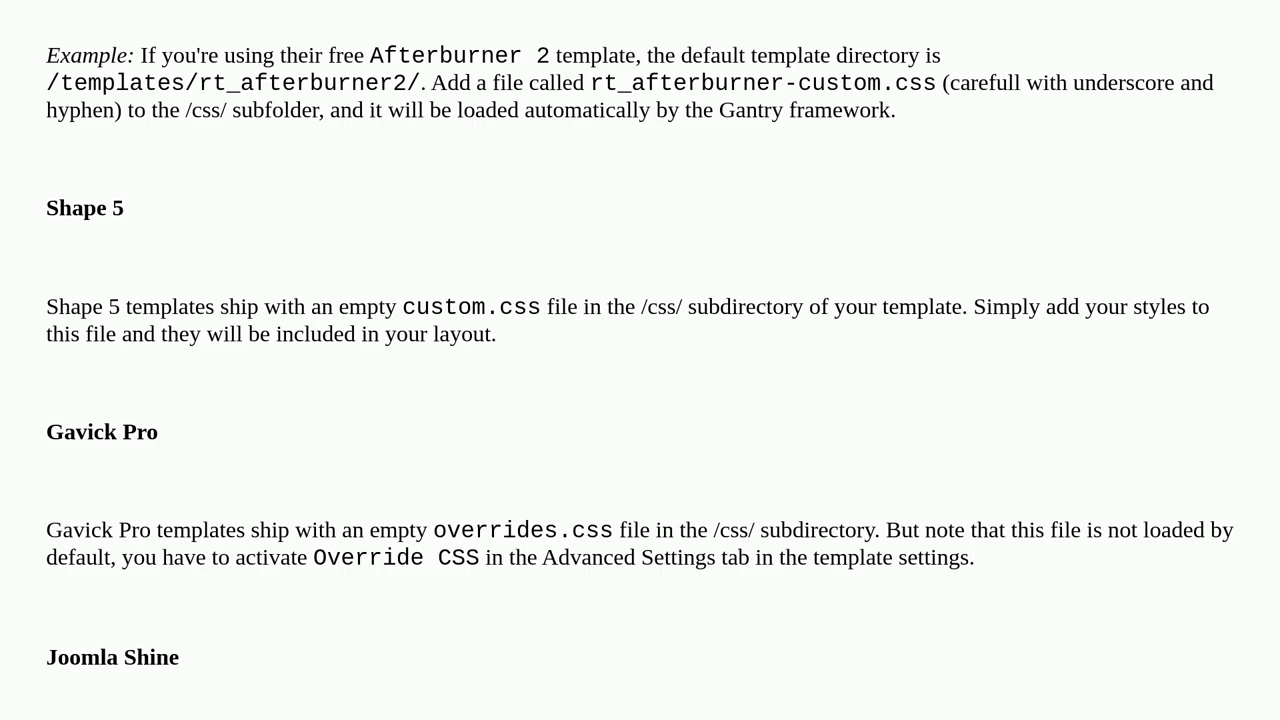 Example: If you're using their free Afterburner 2 template, the default template directory is
/templates/rt_afterburner2/. Add a file called rt_afterburner-custom.css (carefull with underscore and
hyphen) to the /css/ subfolder, and it will be loaded automatically by the Gantry framework.
Shape 5
Shape 5 templates ship with an empty custom.css file in the /css/ subdirectory of your template. Simply add your styles to
this file and they will be included in your layout.
Gavick Pro
Gavick Pro templates ship with an empty overrides.css file in the /css/ subdirectory. But note that this file is not loaded by
default, you have to activate Override CSS in the Advanced Settings tab in the template settings.
Joomla Shine